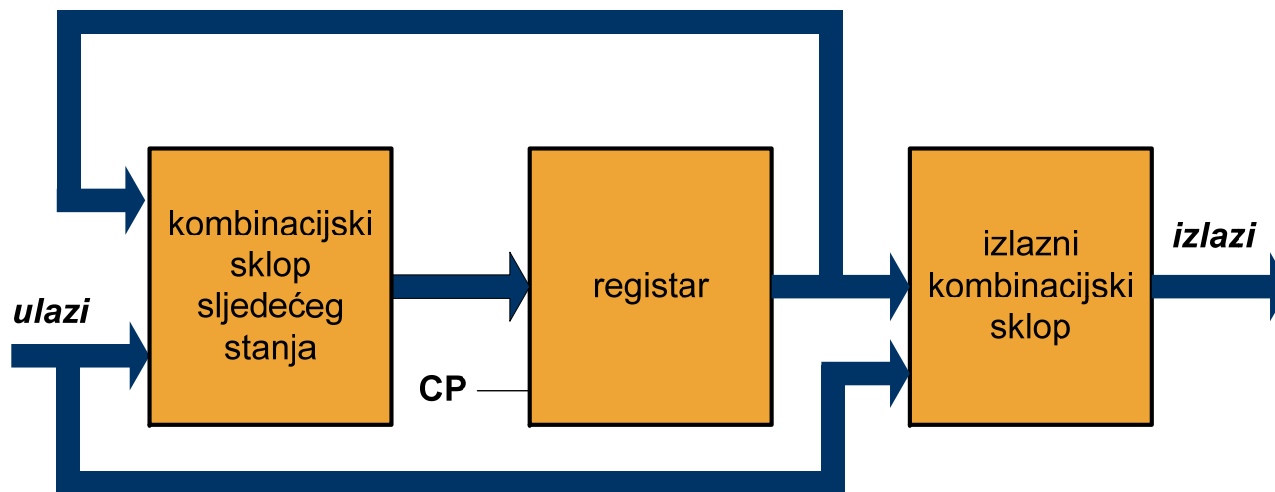 kombinacijski
sklop
sljedećeg
stanja
registar
izlazni
kombinacijski
sklop
izlazi
ulazi
CP